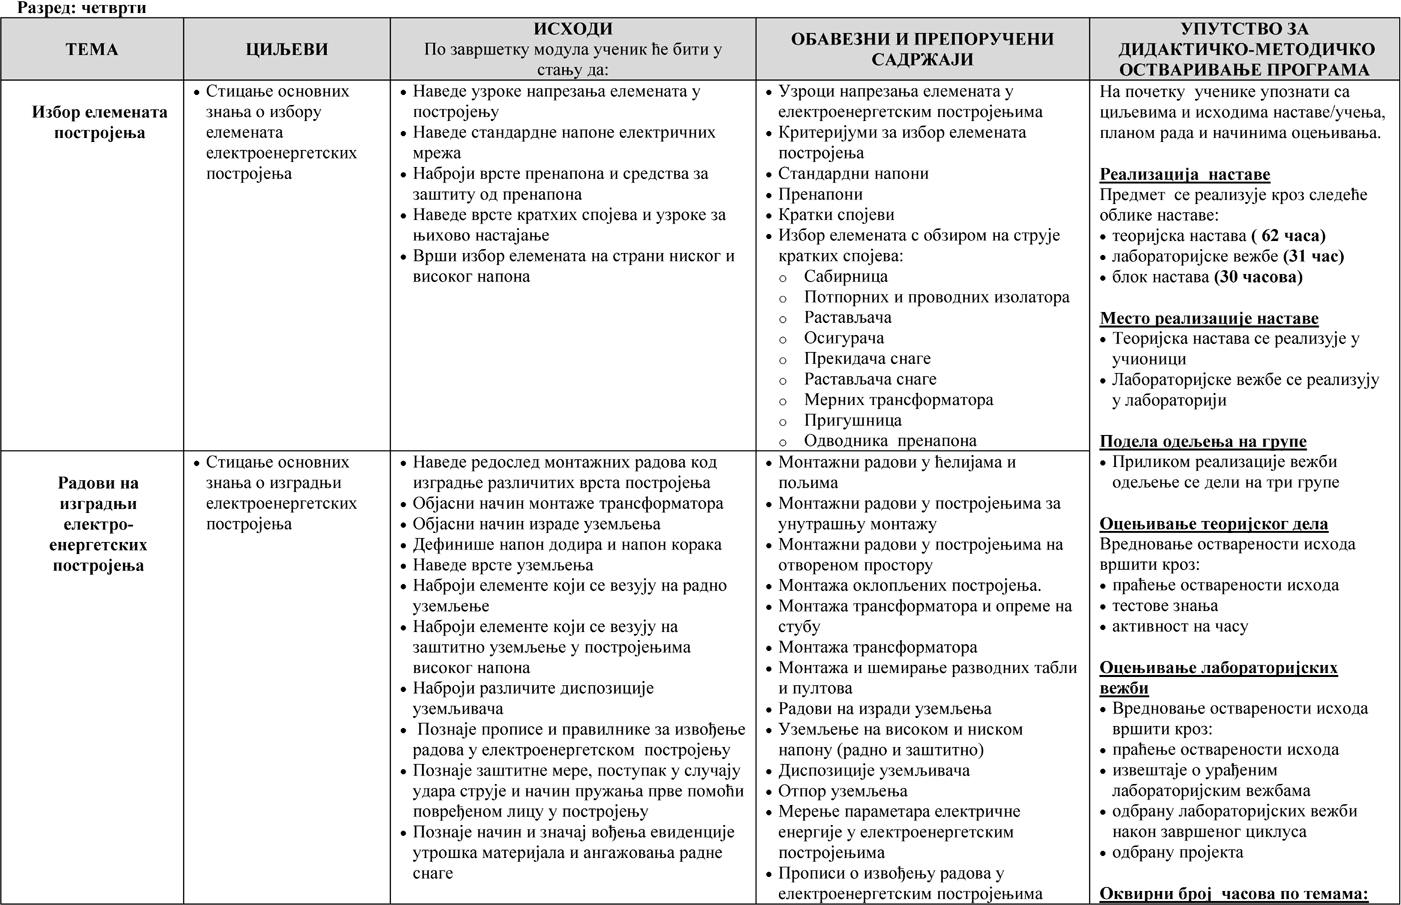 Разред: четврти
ТЕМА
ЦИЉЕВИ
ИСХОДИ
По завршетку модула ученик ће бити у
стању да:
ОБАВЕЗНИ И ПРЕПОРУЧЕНИ
САДРЖАЈИ
УПУТСТВО ЗА
ДИДАКТИЧКО-МЕТОДИЧКО
ОСТВАРИВАЊЕ ПРОГРАМА
Избор елемената
постројења
• Стицање основних
знања о избору
елемената
електроенергетских
постројења
• Наведе узроке напрезања елемената у
постројењу
• Наведе стандардне напоне електричних
мрежа
• Наброји врсте пренапона и средства за
заштиту од пренапона
• Наведе врсте кратхих спојева и узроке за
њихово настајање
• Врши избор елемената на страни ниског и
високог напона
• Узроци напрезања елемената у
електроенергетским постројењима
• Критеријуми за избор елемената
постројења
• Стандардни напони
• Пренапони
• Кратки спојеви
• Избор елемената с обзиром на струје
кратких спојева:
o Сабирница
o Потпорних и проводних изолатора
o Растављача
o Осигурача
o Прекидача снаге
o Растављача снаге
o Мерних трансформатора
o Пригушница
o Одводника пренапона
Радови на
изградњи
електро-
енергетских
постројења
• Стицање основних
знања о изградњи
електроенергетских
постројења
• Наведе редослед монтажних радова код
изградње различитих врста постројења
• Објасни начин монтаже трансформатора
• Објасни начин израде уземљења
• Дефинише напон додира и напон корака
• Наведе врсте уземљења
• Наброји елементе који се везују на радно
уземљење
• Наброји елементе који се везују на
заштитно уземљење у постројењима
високог напона
• Наброји различите диспозиције
уземљивача
• Познаје прописе и правилнике за извођење
радова у електроенергетском постројењу
• Познаје заштитне мере, поступак у случају
удара струје и начин пружања прве помоћи
повређеном лицу у постројењу
• Познаје начин и значај вођења евиденције
утрошка материјала и ангажовања радне
снаге
• Монтажни радови у ћелијама и
пољима
• Монтажни радови у постројењима за
унутрашњу монтажу
• Монтажни радови у постројењима на
отвореном простору
• Монтажа оклопљених постројења.
• Монтажа трансформатора и опреме на
стубу
• Монтажа трансформатора
• Монтажа и шемирање разводних табли
и пултова
• Радови на изради уземљења
• Уземљење на високом и ниском
напону (радно и заштитно)
• Диспозиције уземљивача
• Отпор уземљења
• Мерење параметара електричне
енергије у електроенергетским
постројењима
• Прописи о извођењу радова у
електроенергетским постројењима
На почетку ученике упознати са
циљевима и исходима наставе/учења,
планом рада и начинима оцењивања.
Реализација наставе
Предмет се реализује кроз следеће
облике наставе:
• теоријска настава ( 62 часа)
• лабораторијске вежбе (31 час)
• блок настава (30 часова)
Место реализације наставе
• Теоријска настава се реализује у
учионици
• Лабораторијске вежбе се реализују
у лабораторији
Подела одељења на групе
• Приликом реализације вежби
одељење се дели на три групе
Оцењивање теоријског дела
Вредновање остварености исхода
вршити кроз:
• праћење остварености исхода
• тестове знања
• активност на часу
Оцењивање лабораторијских
вежби
• Вредновање остварености исхода
вршити кроз:
• праћење остварености исхода
• извештаје о урађеним
лабораторијским вежбама
• одбрану лабораторијских вежби
након завршеног циклуса
• одбрану пројекта
Оквирни број часова по темама: